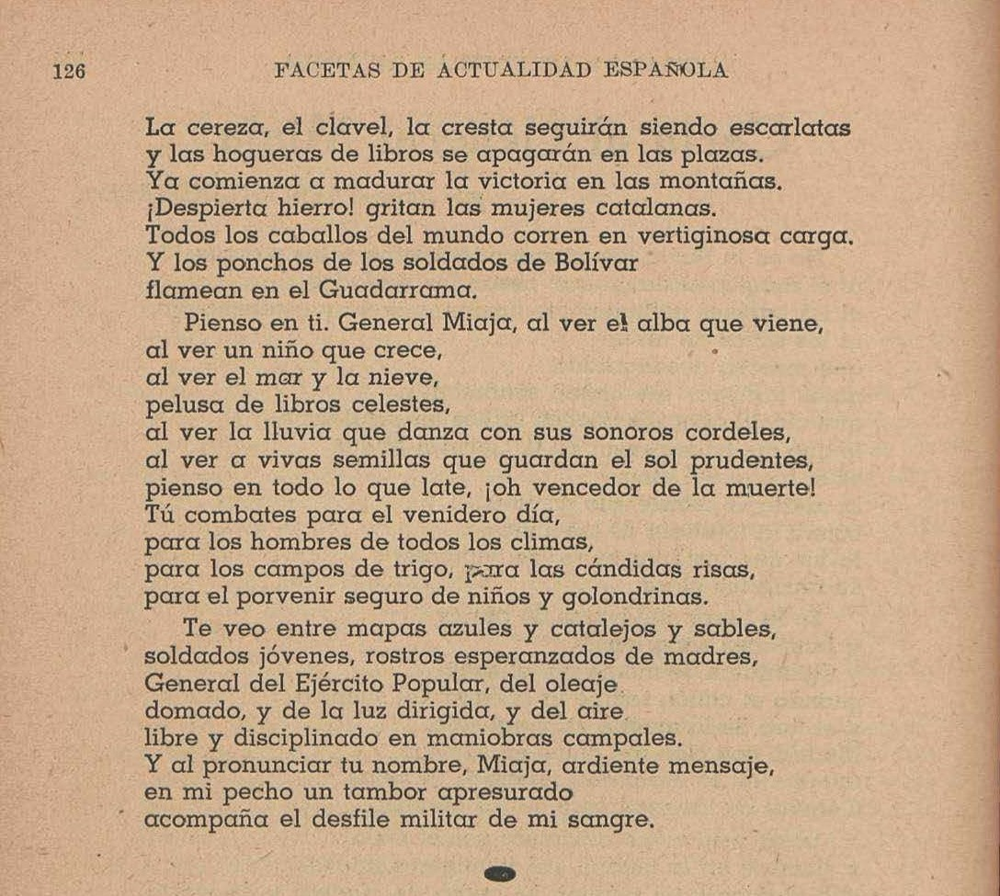 126 FACETAS DE ACTUALIDAD ESPAÑOLA
La cereza, el clavel, la cresta seguirán siendo escarlatas
y las hogueras de libros se apagarán en las plazas.
Ya comienza a madurar la victoria en las montañas.
¡Despierta hierro! gritan las mujeres catalanas.
Todos los caballos del mundo corren en vertiginosa carga.
Y los ponchos de los soldados de Bolívar
flamean en el Guadarrama.
Pienso en ti. General Miaja, al ver el alba que viene,
al ver un niño que crece,
al ver el mar y la nieve,
pelusa de libros celestes,
al ver la lluvia que danza con sus sonoros cordeles,
al ver a vivas semillas que guardan el sol prudentes,
pienso en todo lo que late, ¡oh vencedor de la muerte!
Tú combates para el venidero día,
para los hombres de todos los climas,
para los campos de trigo, para las cándidas risas,
para el porvenir seguro de niños y golondrinas.
Te veo entre mapas azules y catalejos y sables,
soldados jóvenes, rostros esperanzados de madres,
General del Ejército Popular, del oleaje
domado, y de la luz dirigida, y del aire
libre y disciplinado en maniobras campales.
Y al pronunciar tu nombre, Miaja, ardiente mensaje,
en mi pecho un tambor apresurado
acompaña el desfile militar de mi sangre.